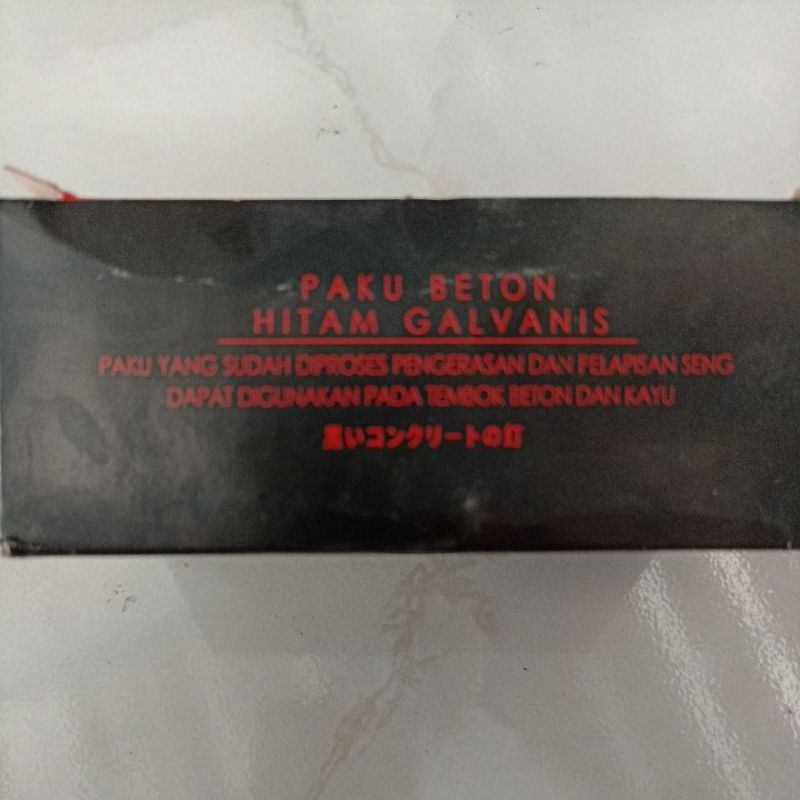 PAKU BETON
HITAM GALVANIS
PAKU YANG SUDAH DIPROSES PENGERASAN DAN PELAPISAN SENG
DAPAT DIGUNAKAN PADA TEMBOK BETON DAN KAYU
黒いコンクリートの釘